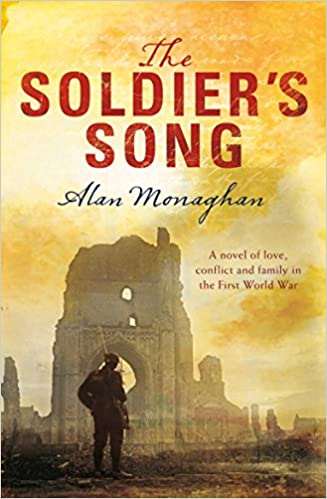 The
SOLDIER'S
SONG
Alan Monaghan
A novel of love,
conflict and family in
the First World War